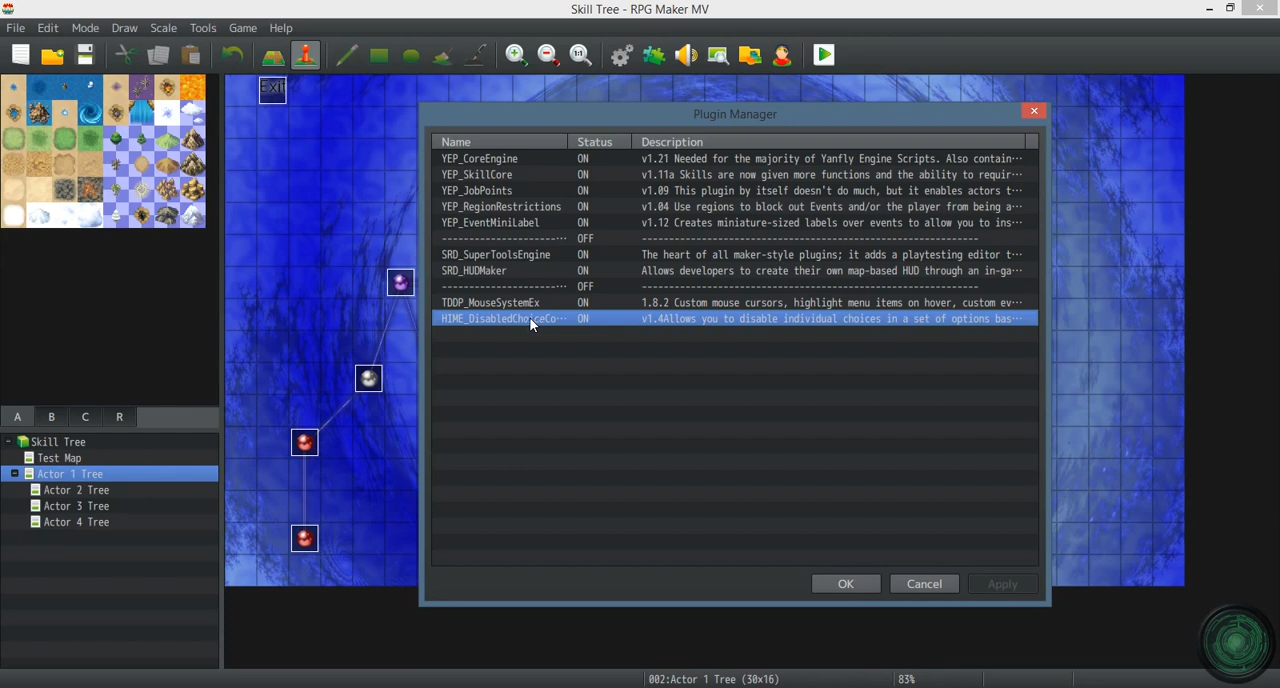 Skill Tree - RPG Maker MV
File Edit Mode Draw Scale Tools Game Help
1:1
EXIT
Plugin Manager
Name Status Description
YEP_CoreEngine ON v1.21 Needed for the majority of Yanfly Engine Scripts. Also contain···
YEP_SkillCore ON v1.11a Skills are now given more functions and the ability to requir···
YEP_JobPoints ON v1.09 This plugin by itself doesn't do much, but it enables actors t···
YEP_RegionRestrictions ON v1.04 Use regions to block out Events and/or the player from being a···
YEP_EventMiniLabel ON v1.12 Creates miniature-sized labels over events to allow you to ins···
----------------------··· OFF ------------------------------------------------
SRD_SuperToolsEngine ON The heart of all maker-style plugins; it adds a playtesting editor t···
SRD_HUDMaker ON Allows developers to create their own map-based HUD through an in-ga···
----------------------··· OFF ------------------------------------------------
TDDP_MouseSystemEx ON 1.8.2 Custom mouse cursors, highlight menu items on hover, custom ev···
HIME_DisabledChoiceCo··· ON v1.4Allows you to disable individual choices in a set of options bas···
A B C R
Skill Tree
Test Map
Actor 1 Tree
Actor 2 Tree
Actor 3 Tree
Actor 4 Tree
OK Cancel Apply
002:Actor 1 Tree (30x16) 83%